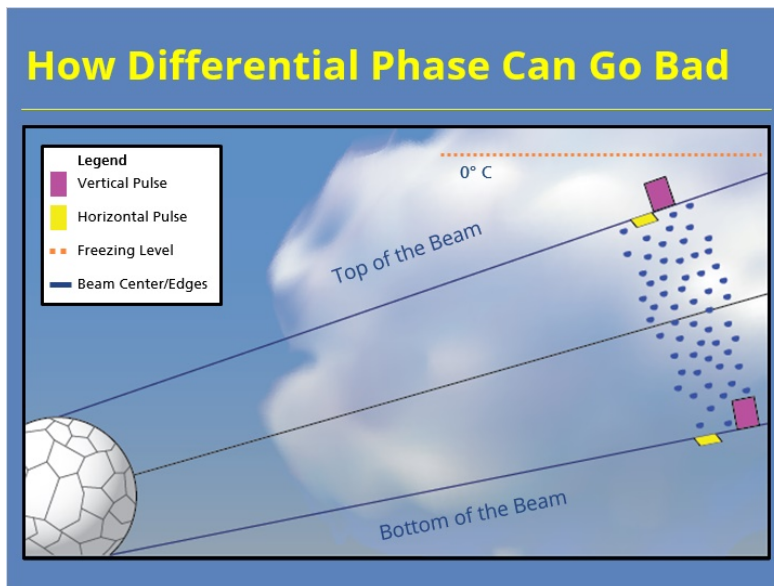 How Differential Phase Can Go Bad
Legend
Vertical Pulse
Horizontal Pulse
Freezing Level
Beam Center/Edges
0° C
Top of the Beam
Bottom of the Beam